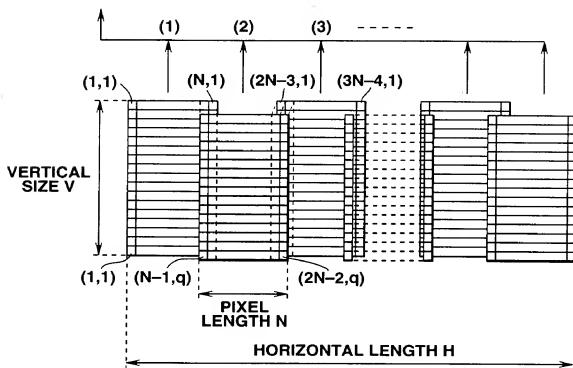 (1) (2) (3)
(1,1) (N,1) (2N−3,1) (3N−4,1)
VERTICAL
SIZE V
(1,1) (N−1,q) (2N−2,q)
PIXEL
LENGTH N
HORIZONTAL LENGTH H